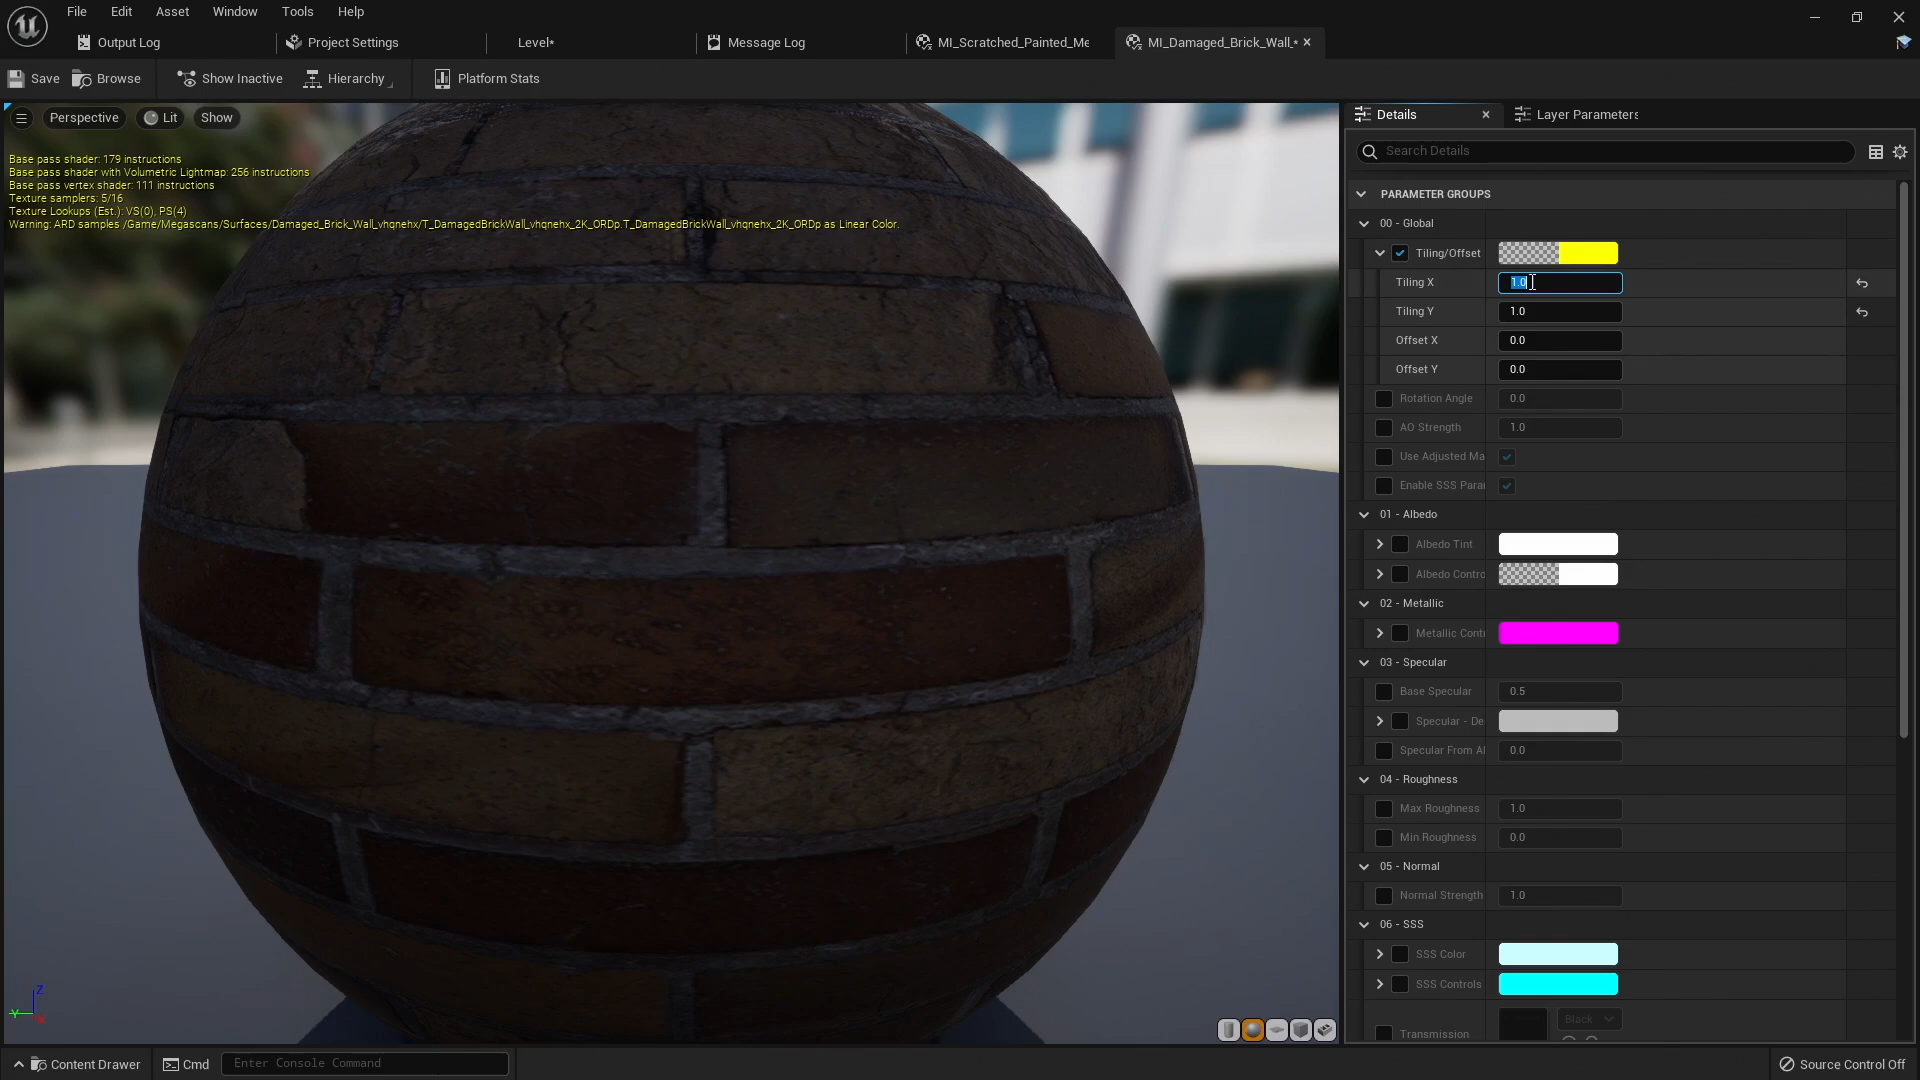 File Edit Asset Window Tools Help
Output Log Project Settings Level* Message Log MI_Scratched_Painted_Me MI_Damaged_Brick_Wall_*
Save Browse Show Inactive Hierarchy Platform Stats
Perspective Lit Show
Base pass shader: 179 instructions
Base pass shader with Volumetric Lightmap: 256 instructions
Base pass vertex shader: 111 instructions
Texture samplers: 5/16
Texture Lookups (Est.): VS(0), PS(4)
Warning: ARD samples /Game/Megascans/Surfaces/Damaged_Brick_Wall_vhqnehx/T_DamagedBrickWall_vhqnehx_2K_ORDp.T_DamagedBrickWall_vhqnehx_2K_ORDp as Linear Color.
Z
Y
X
Details Layer Parameters
Search Details
PARAMETER GROUPS
00 - Global
Tiling/Offset
Tiling X 1.0
Tiling Y 1.0
Offset X 0.0
Offset Y 0.0
Rotation Angle 0.0
AO Strength 1.0
Use Adjusted Ma
Enable SSS Para
01 - Albedo
Albedo Tint
Albedo Contro
02 - Metallic
Metallic Contr
03 - Specular
Base Specular 0.5
Specular - De
Specular From Al 0.0
04 - Roughness
Max Roughness 1.0
Min Roughness 0.0
05 - Normal
Normal Strength 1.0
06 - SSS
SSS Color
SSS Controls
Transmission Black
Content Drawer Cmd Enter Console Command Source Control Off